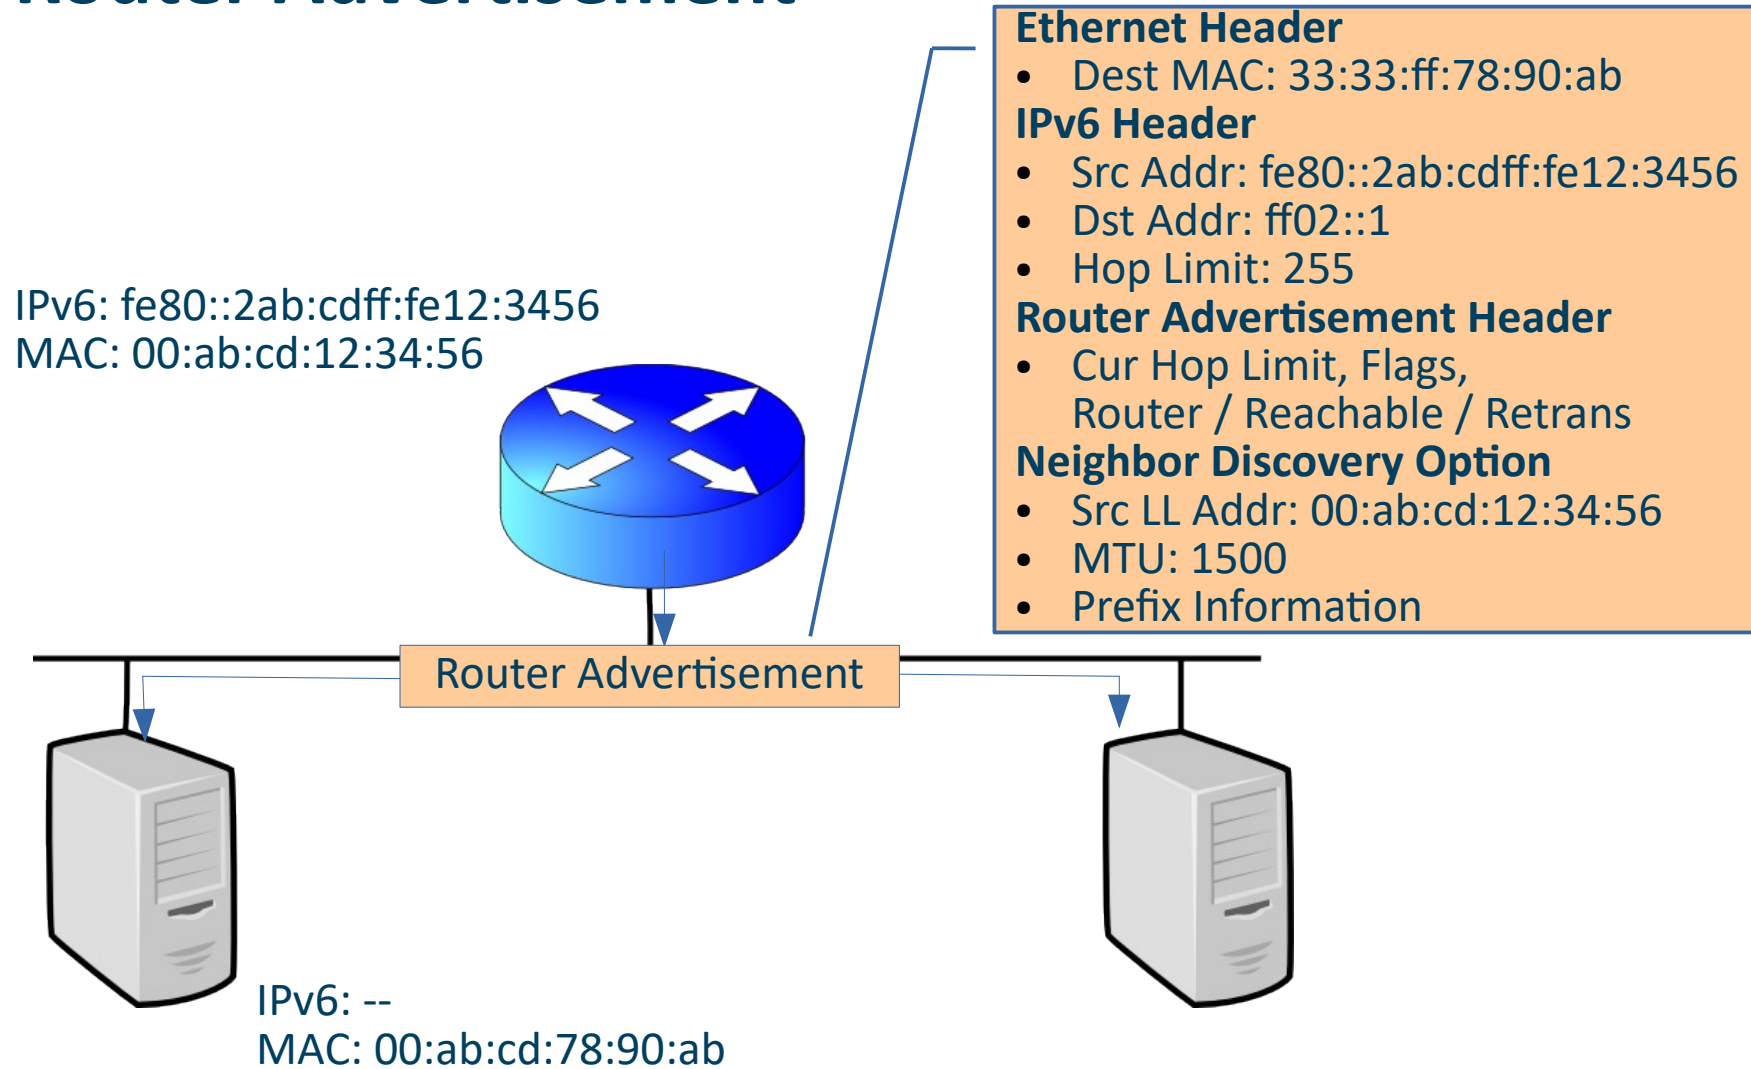 Router Advertisement
Ethernet Header
• Dest MAC: 33:33:ff:78:90:ab
IPv6 Header
• Src Addr: fe80::2ab:cdff:fe12:3456
• Dst Addr: ff02::1
• Hop Limit: 255
Router Advertisement Header
• Cur Hop Limit, Flags,
Router / Reachable / Retrans
Neighbor Discovery Option
• Src LL Addr: 00:ab:cd:12:34:56
• MTU: 1500
• Prefix Information
IPv6: fe80::2ab:cdff:fe12:3456
MAC: 00:ab:cd:12:34:56
Router Advertisement
IPv6: --
MAC: 00:ab:cd:78:90:ab